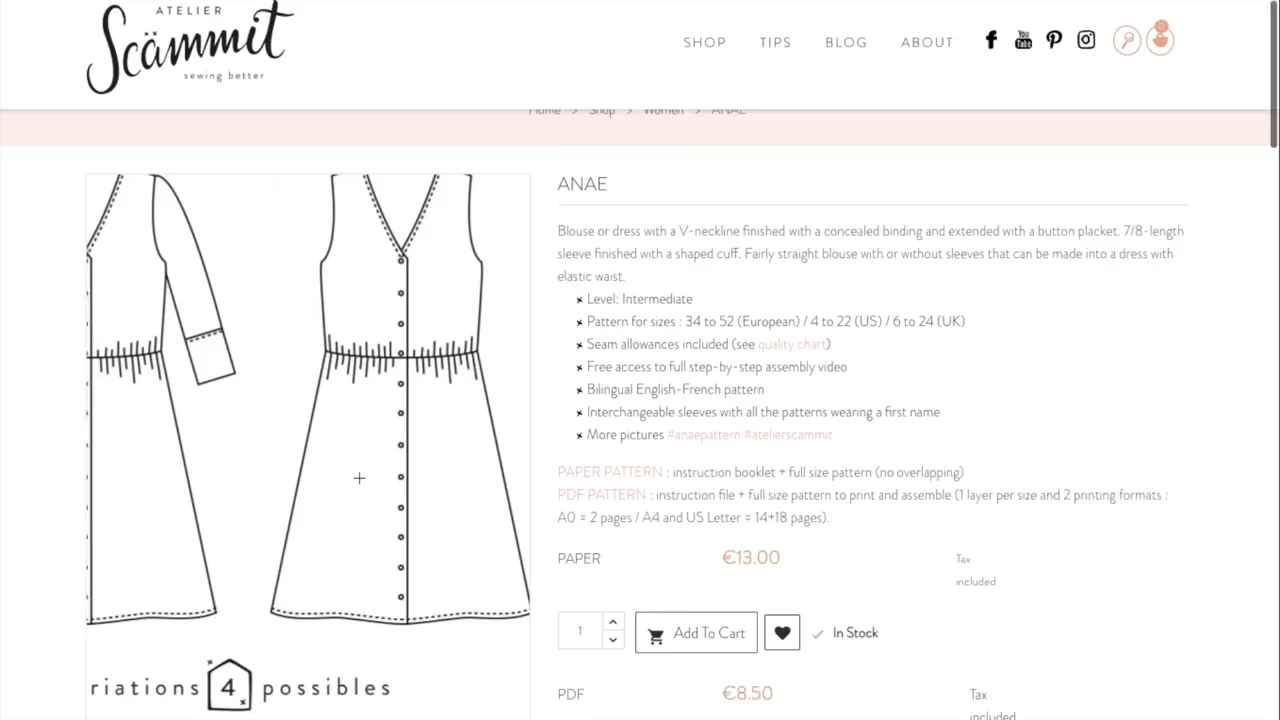 ATELIER
Scämmit
sewing better
SHOP TIPS BLOG ABOUT
You Tube
0
Home > Shop > Women > ANAE
ANAE
Blouse or dress with a V-neckline finished with a concealed binding and extended with a button placket. 7/8-length
sleeve finished with a shaped cuff. Fairly straight blouse with or without sleeves that can be made into a dress with
elastic waist.
Level: Intermediate
Pattern for sizes : 34 to 52 (European) / 4 to 22 (US) / 6 to 24 (UK)
Seam allowances included (see quality chart)
Free access to full step-by-step assembly video
Bilingual English-French pattern
Interchangeable sleeves with all the patterns wearing a first name
More pictures #anaepattern #atelierscammit
PAPER PATTERN : instruction booklet + full size pattern (no overlapping)
PDF PATTERN : instruction file + full size pattern to print and assemble (1 layer per size and 2 printing formats :
A0 = 2 pages / A4 and US Letter = 14+18 pages).
PAPER €13.00 Tax
included
1 Add To Cart In Stock
riations 4 possibles
PDF €8.50 Tax
included